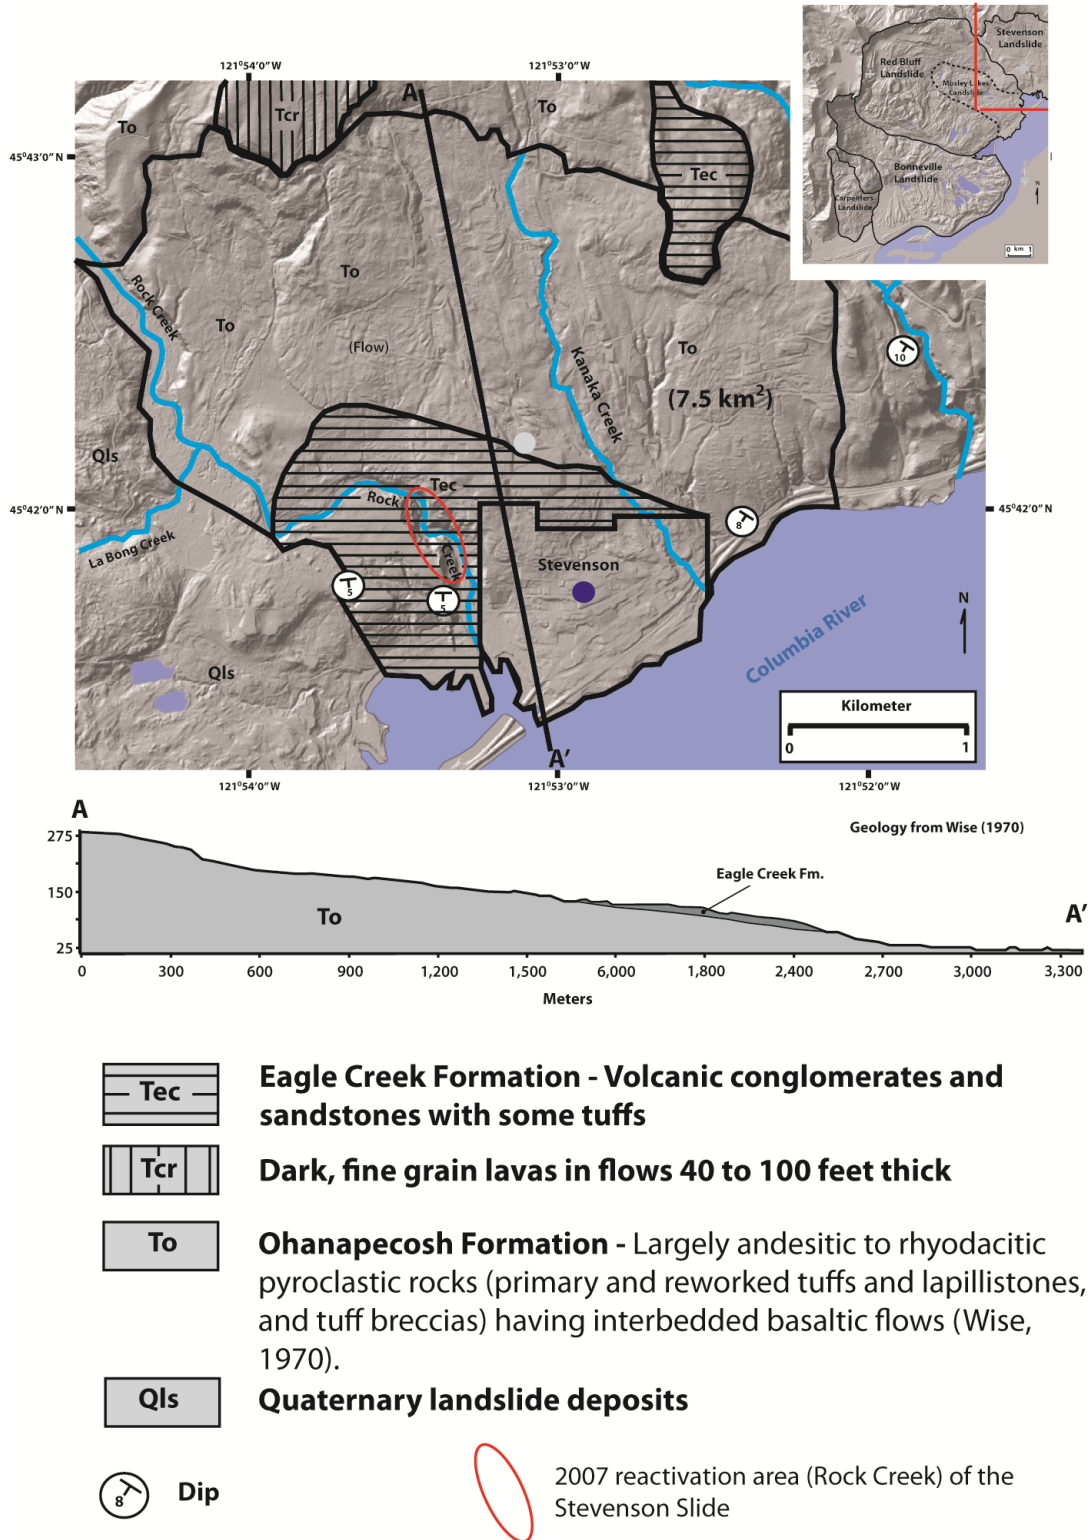 121°54'0"W
121°53'0"W
Stevenson
Landslide
Red Bluff
Landslide
Mosley Lakes
Landslide
Bonneville
Landslide
Carpenters
Landslide
N
0 km 1
A
To
Tcr
To
45°43'0"N
Tec
Rock Creek
To
To
(Flow)
Kanaka Creek
To
(7.5 km²)
10
Qls
Tec
Rock
Creek
45°42'0"N
45°42'0"N
8
La Bong Creek
Stevenson
5
5
N
Columbia River
Qls
Kilometer
0 1
A'
121°54'0"W
121°53'0"W
121°52'0"W
A
Geology from Wise (1970)
275
150
25
Eagle Creek Fm.
To
A'
0 300 600 900 1,200 1,500 6,000 1,800 2,400 2,700 3,000 3,300
Meters
Tec
Eagle Creek Formation - Volcanic conglomerates and
sandstones with some tuffs
Tcr
Dark, fine grain lavas in flows 40 to 100 feet thick
To
Ohanapecosh Formation - Largely andesitic to rhyodacitic
pyroclastic rocks (primary and reworked tuffs and lapillistones,
and tuff breccias) having interbedded basaltic flows (Wise,
1970).
Qls
Quaternary landslide deposits
8
Dip
2007 reactivation area (Rock Creek) of the
Stevenson Slide